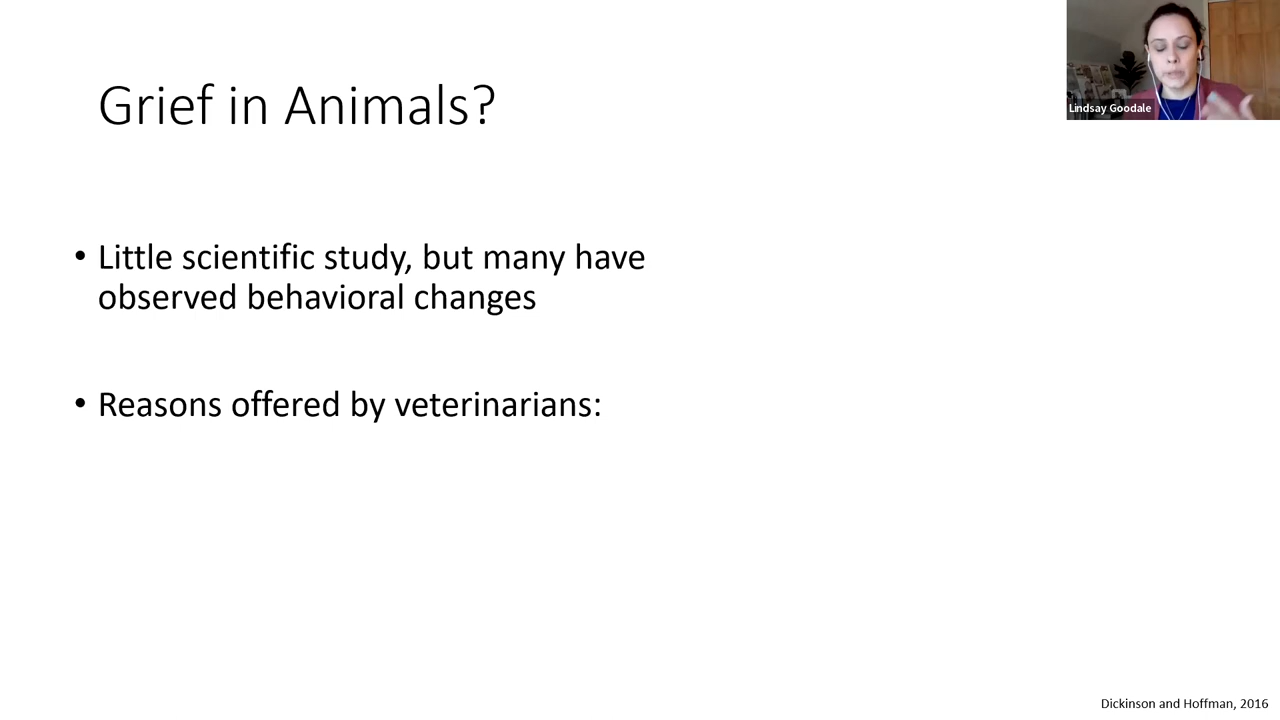 Grief in Animals?
Lindsay Goodale
• Little scientific study, but many have
observed behavioral changes
• Reasons offered by veterinarians:
Dickinson and Hoffman, 2016